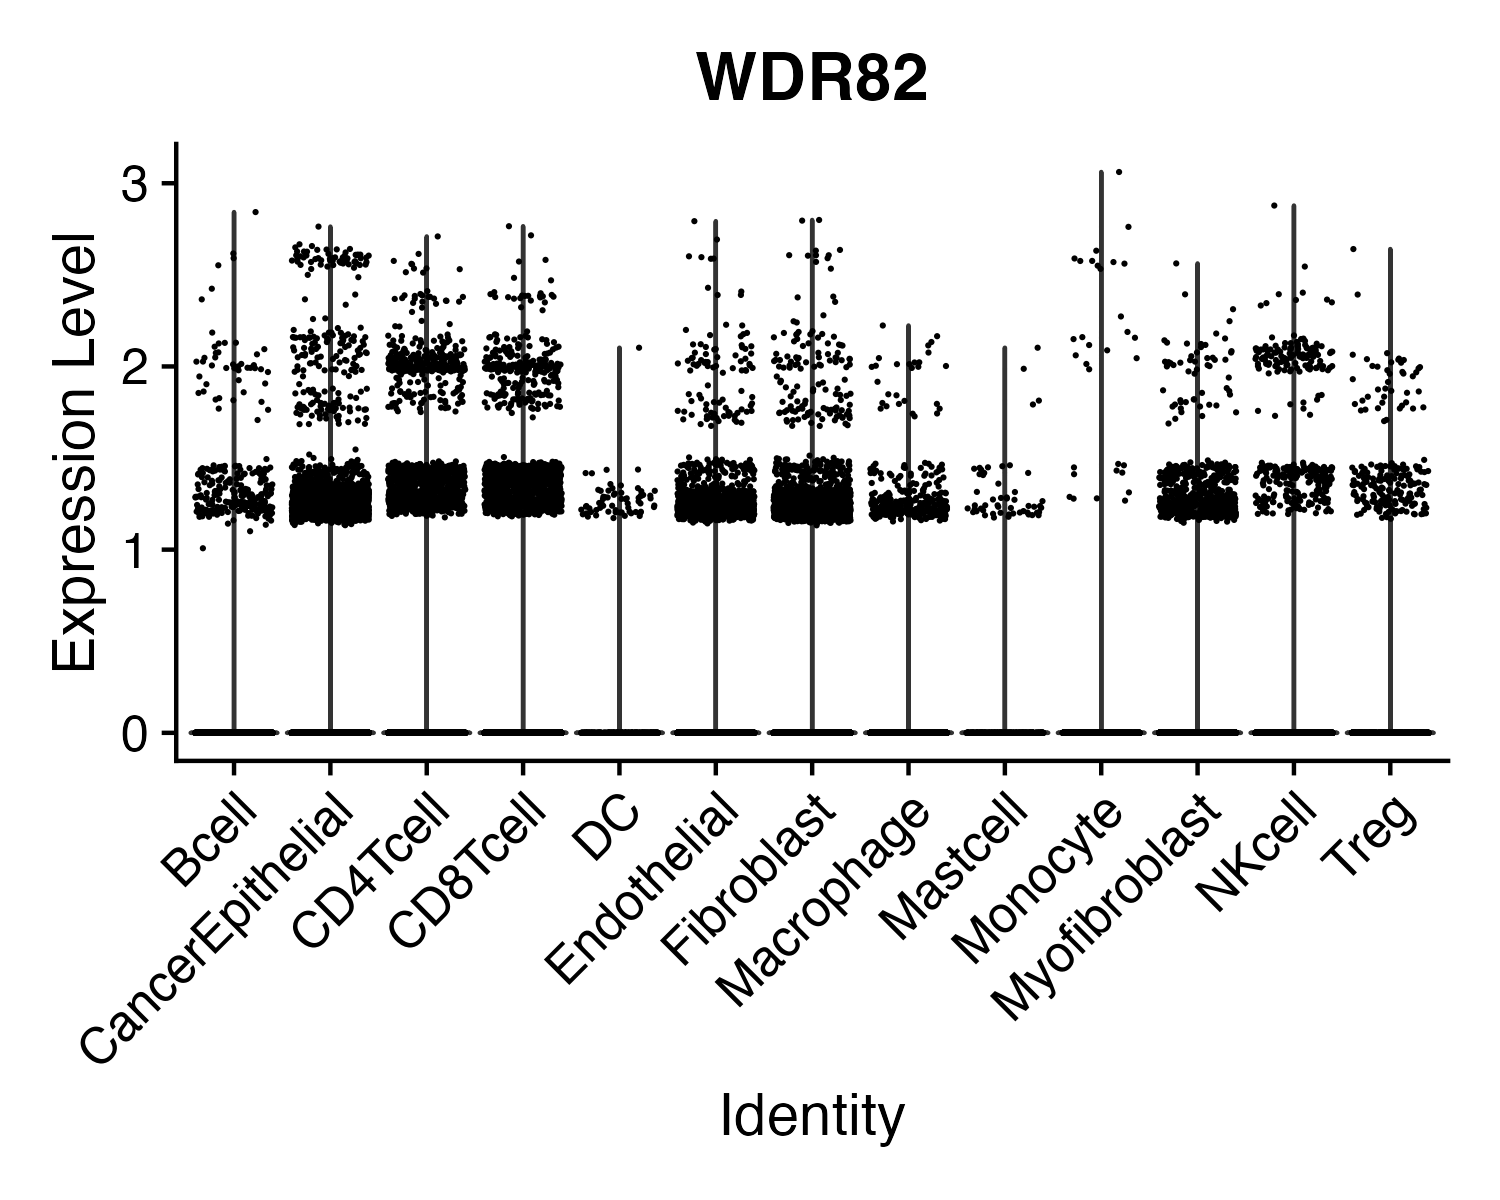 WDR82
Expression Level
3
2
1
0
Bcell
CancerEpithelial
CD4Tcell
CD8Tcell
DC
Endothelial
Fibroblast
Macrophage
Mastcell
Monocyte
Myofibroblast
NKcell
Treg
Identity